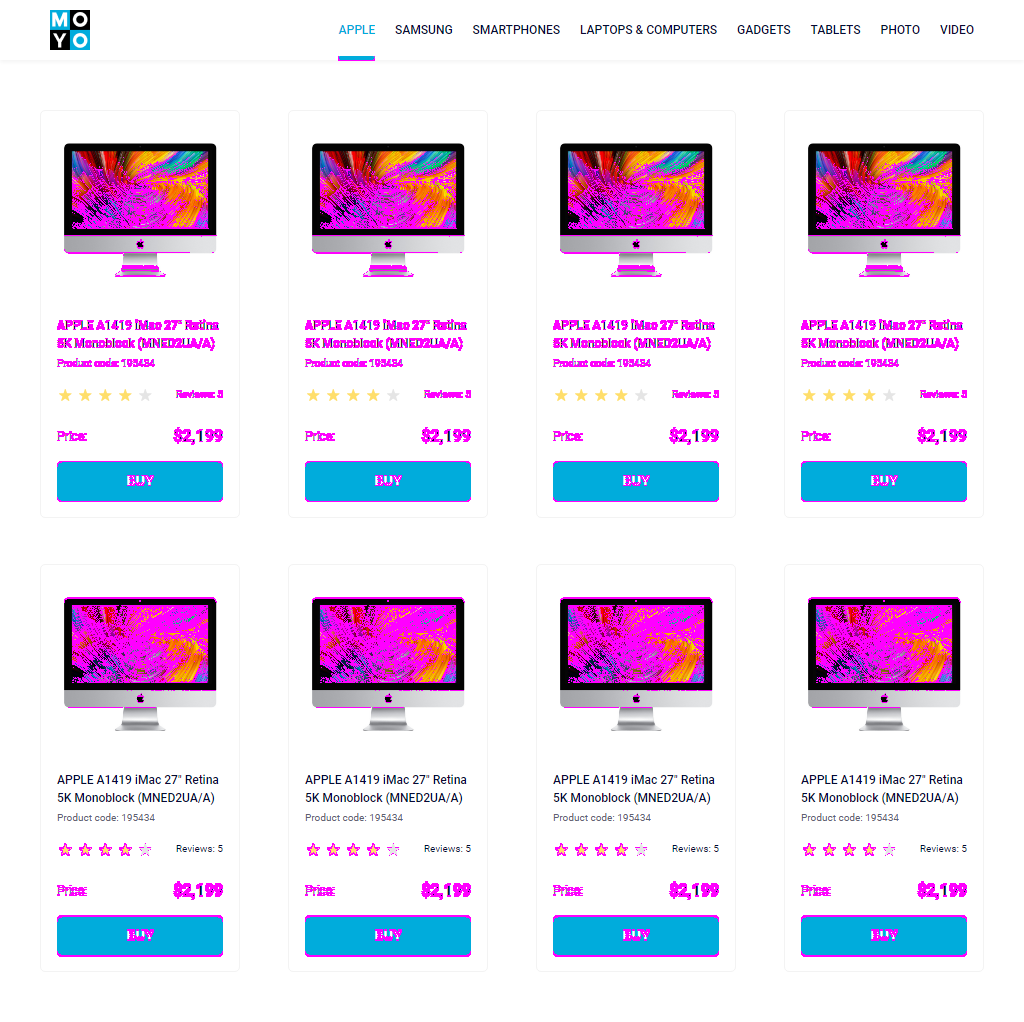 MO
YO
APPLE SAMSUNG SMARTPHONES LAPTOPS & COMPUTERS GADGETS TABLETS PHOTO VIDEO
APPLE A1419 iMac 27" Retina APPLE A1419 iMac 27" Retina APPLE A1419 iMac 27" Retina APPLE A1419 iMac 27" Retina
5K Monoblock (MNED2UA/A) 5K Monoblock (MNED2UA/A) 5K Monoblock (MNED2UA/A) 5K Monoblock (MNED2UA/A)
Product code: 195434 Product code: 195434 Product code: 195434 Product code: 195434
Reviews: 5 Reviews: 5 Reviews: 5 Reviews: 5
Price: $2,199 Price: $2,199 Price: $2,199 Price: $2,199
BUY BUY BUY BUY
APPLE A1419 iMac 27" Retina APPLE A1419 iMac 27" Retina APPLE A1419 iMac 27" Retina APPLE A1419 iMac 27" Retina
5K Monoblock (MNED2UA/A) 5K Monoblock (MNED2UA/A) 5K Monoblock (MNED2UA/A) 5K Monoblock (MNED2UA/A)
Product code: 195434 Product code: 195434 Product code: 195434 Product code: 195434
Reviews: 5 Reviews: 5 Reviews: 5 Reviews: 5
Price: $2,199 Price: $2,199 Price: $2,199 Price: $2,199
BUY BUY BUY BUY